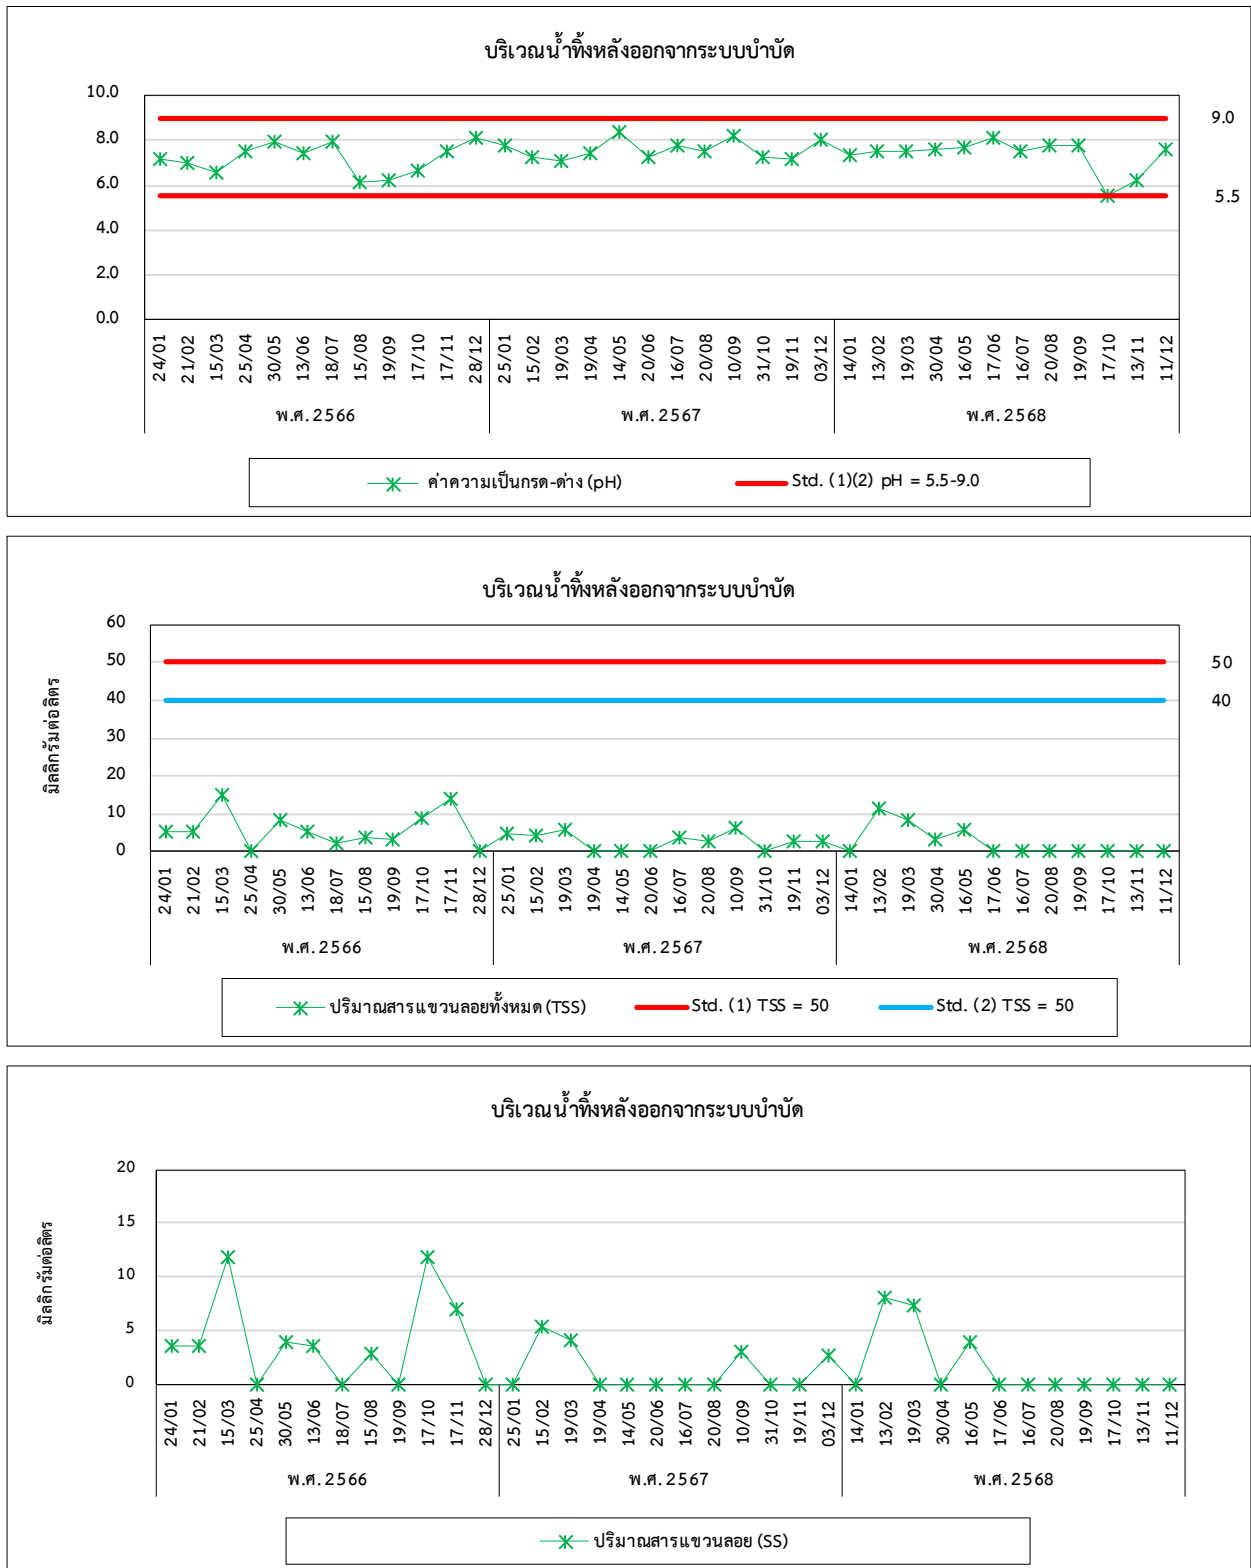 บริเวณน้ำทิ้งหลังออกจากระบบบำบัด
10.0
8.0
6.0
4.0
2.0
0.0
9.0
5.5
24/01 21/02 15/03 25/04 30/05 13/06 18/07 15/08 19/09 17/10 17/11 28/12 25/01 15/02 19/03 19/04 14/05 20/06 16/07 20/08 10/09 31/10 19/11 03/12 14/01 13/02 19/03 30/04 16/05 17/06 16/07 20/08 19/09 17/10 13/11 11/12
พ.ศ. 2566 พ.ศ. 2567 พ.ศ. 2568
ค่าความเป็นกรด-ด่าง (pH) Std. (1)(2) pH = 5.5-9.0
บริเวณน้ำทิ้งหลังออกจากระบบบำบัด
มิลลิกรัมต่อลิตร
60
50
40
30
20
10
0
50
40
24/01 21/02 15/03 25/04 30/05 13/06 18/07 15/08 19/09 17/10 17/11 28/12 25/01 15/02 19/03 19/04 14/05 20/06 16/07 20/08 10/09 31/10 19/11 03/12 14/01 13/02 19/03 30/04 16/05 17/06 16/07 20/08 19/09 17/10 13/11 11/12
พ.ศ. 2566 พ.ศ. 2567 พ.ศ. 2568
ปริมาณสารแขวนลอยทั้งหมด (TSS) Std. (1) TSS = 50 Std. (2) TSS = 50
บริเวณน้ำทิ้งหลังออกจากระบบบำบัด
มิลลิกรัมต่อลิตร
20
15
10
5
0
24/01 21/02 15/03 25/04 30/05 13/06 18/07 15/08 19/09 17/10 17/11 28/12 25/01 15/02 19/03 19/04 14/05 20/06 16/07 20/08 10/09 31/10 19/11 03/12 14/01 13/02 19/03 30/04 16/05 17/06 16/07 20/08 19/09 17/10 13/11 11/12
พ.ศ. 2566 พ.ศ. 2567 พ.ศ. 2568
ปริมาณสารแขวนลอย (SS)